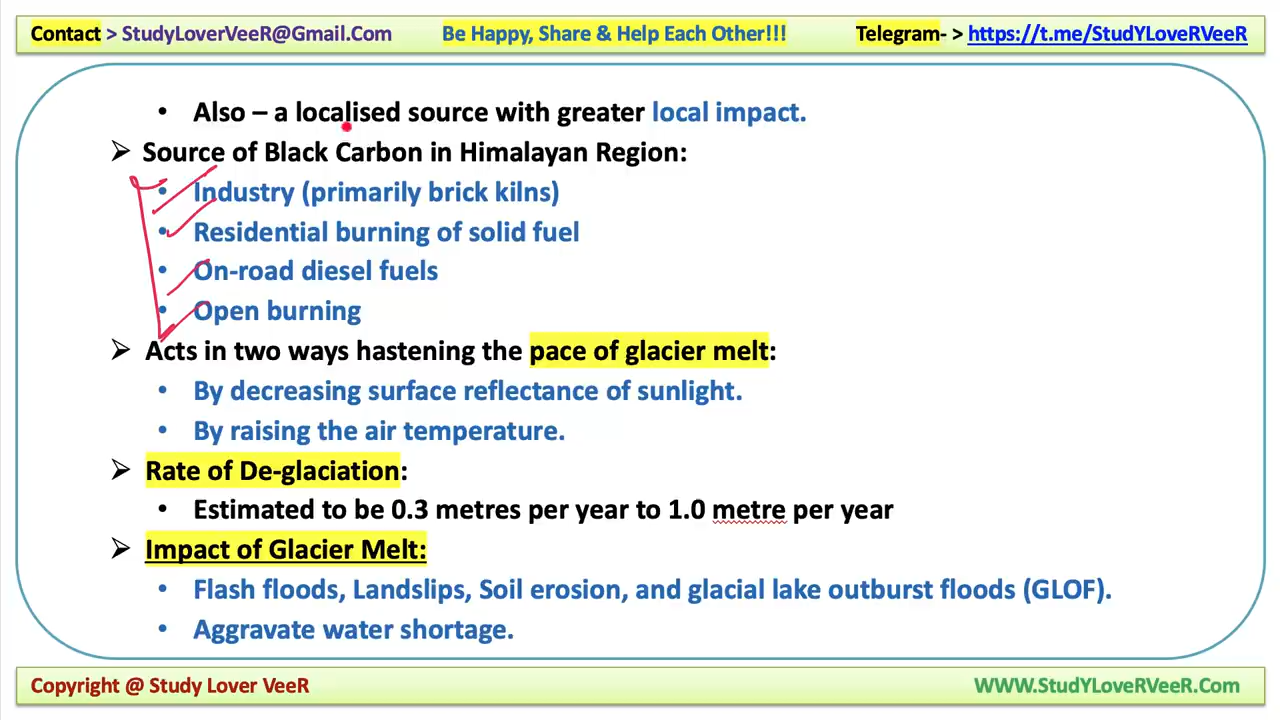 Contact > StudyLoverVeeR@Gmail.Com Be Happy, Share & Help Each Other!!! Telegram- > https://t.me/StudYLoveRVeeR
• Also – a localised source with greater local impact.
➢ Source of Black Carbon in Himalayan Region:
• Industry (primarily brick kilns)
• Residential burning of solid fuel
• On-road diesel fuels
• Open burning
➢ Acts in two ways hastening the pace of glacier melt:
• By decreasing surface reflectance of sunlight.
• By raising the air temperature.
➢ Rate of De-glaciation:
• Estimated to be 0.3 metres per year to 1.0 metre per year
➢ Impact of Glacier Melt:
• Flash floods, Landslips, Soil erosion, and glacial lake outburst floods (GLOF).
• Aggravate water shortage.
Copyright @ Study Lover VeeR WWW.StudYLoveRVeeR.Com